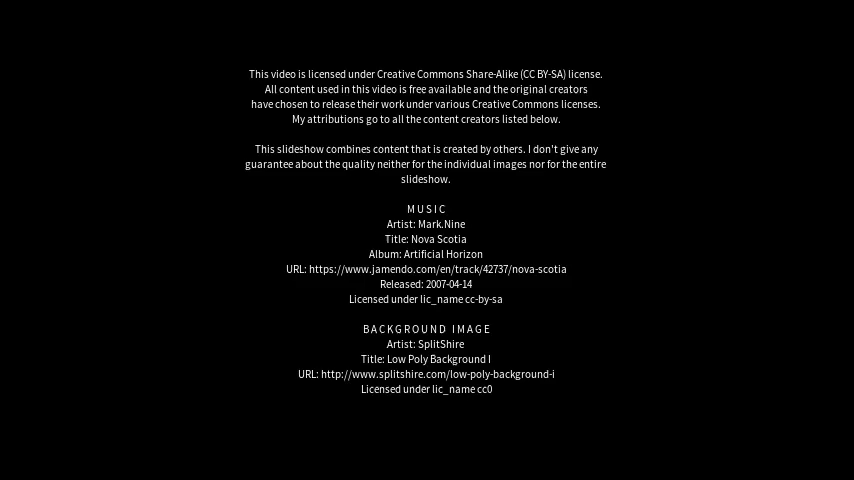 This video is licensed under Creative Commons Share-Alike (CC BY-SA) license.
All content used in this video is free available and the original creators
have chosen to release their work under various Creative Commons licenses.
My attributions go to all the content creators listed below.
This slideshow combines content that is created by others. I don't give any
guarantee about the quality neither for the individual images nor for the entire
slideshow.
MUSIC
Artist: Mark.Nine
Title: Nova Scotia
Album: Artificial Horizon
URL: https://www.jamendo.com/en/track/42737/nova-scotia
Released: 2007-04-14
Licensed under lic_name cc-by-sa
BACKGROUND IMAGE
Artist: SplitShire
Title: Low Poly Background I
URL: http://www.splitshire.com/low-poly-background-i
Licensed under lic_name cc0